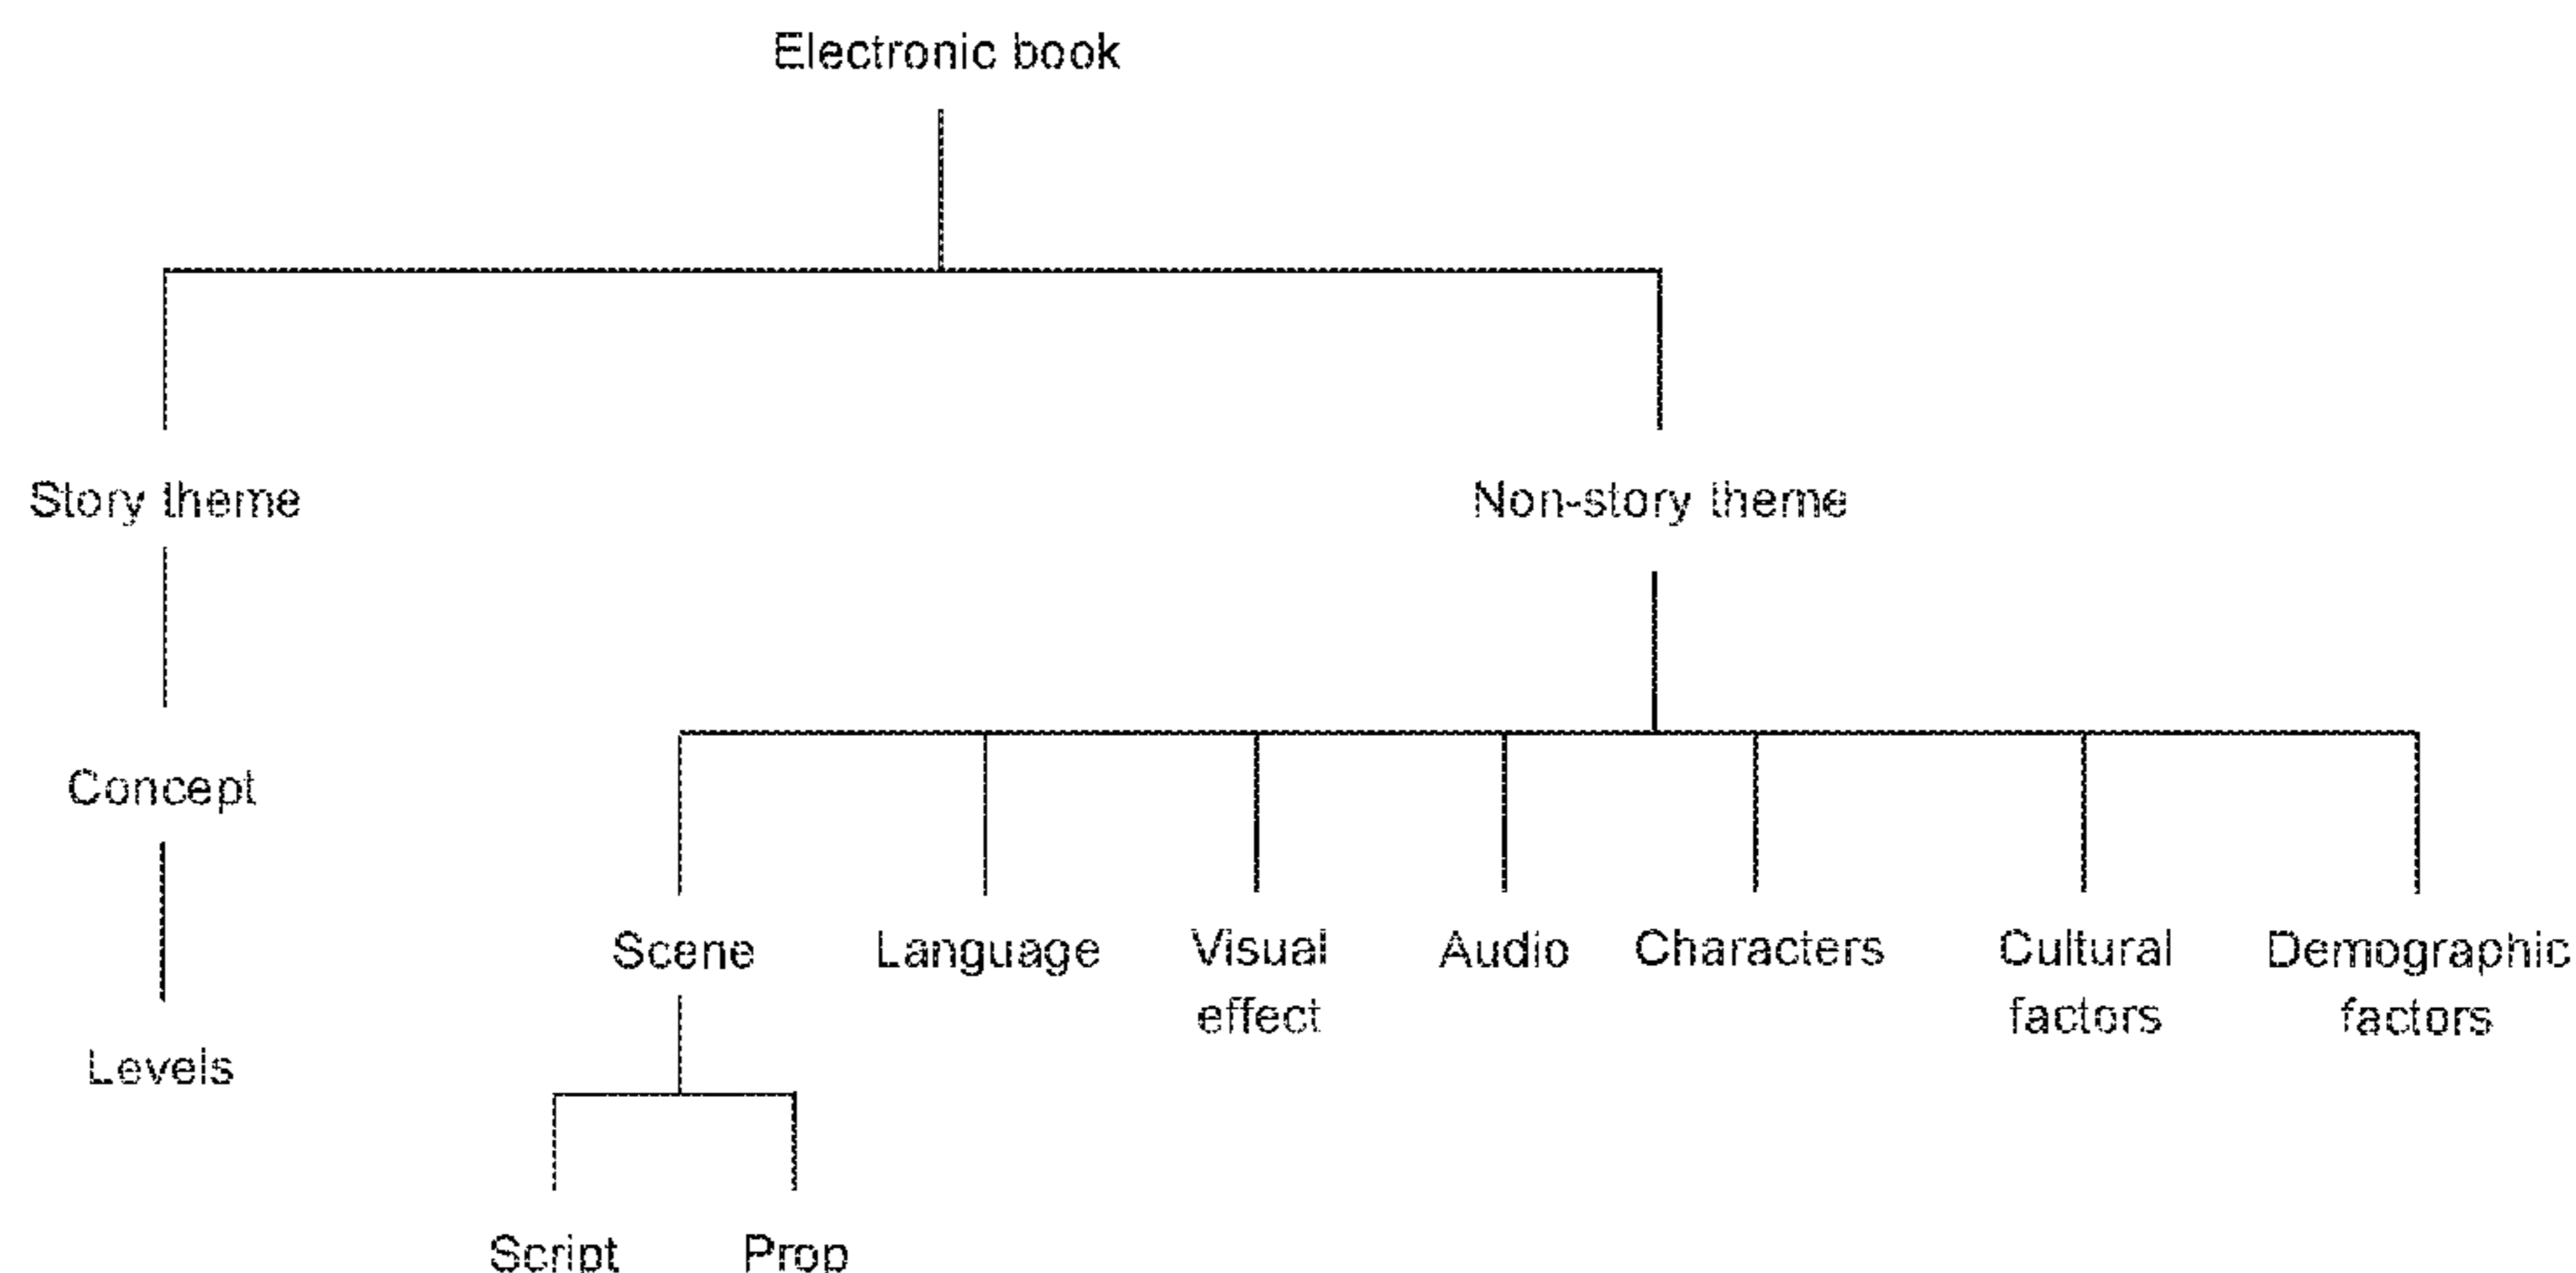 Electronic book
Story theme
Non-story theme
Concept
Scene
Language
Visual
effect
Audio
Characters
Cultural
factors
Demographic
factors
Levels
Script
Prop